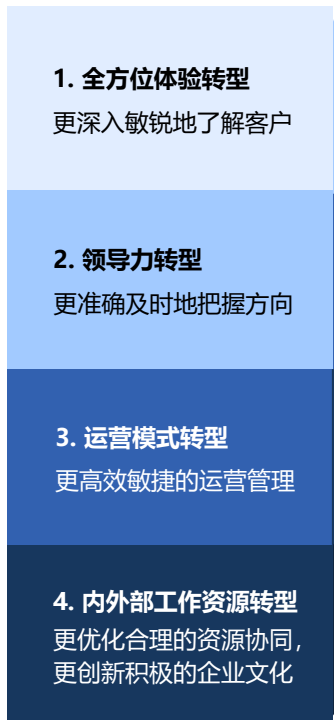 1. 全方位体验转型
更深入敏锐地了解客户
2. 领导力转型
更准确及时地把握方向
3. 运营模式转型
更高效敏捷的运营管理
4. 内外部工作资源转型
更优化合理的资源协同，
更创新积极的企业文化